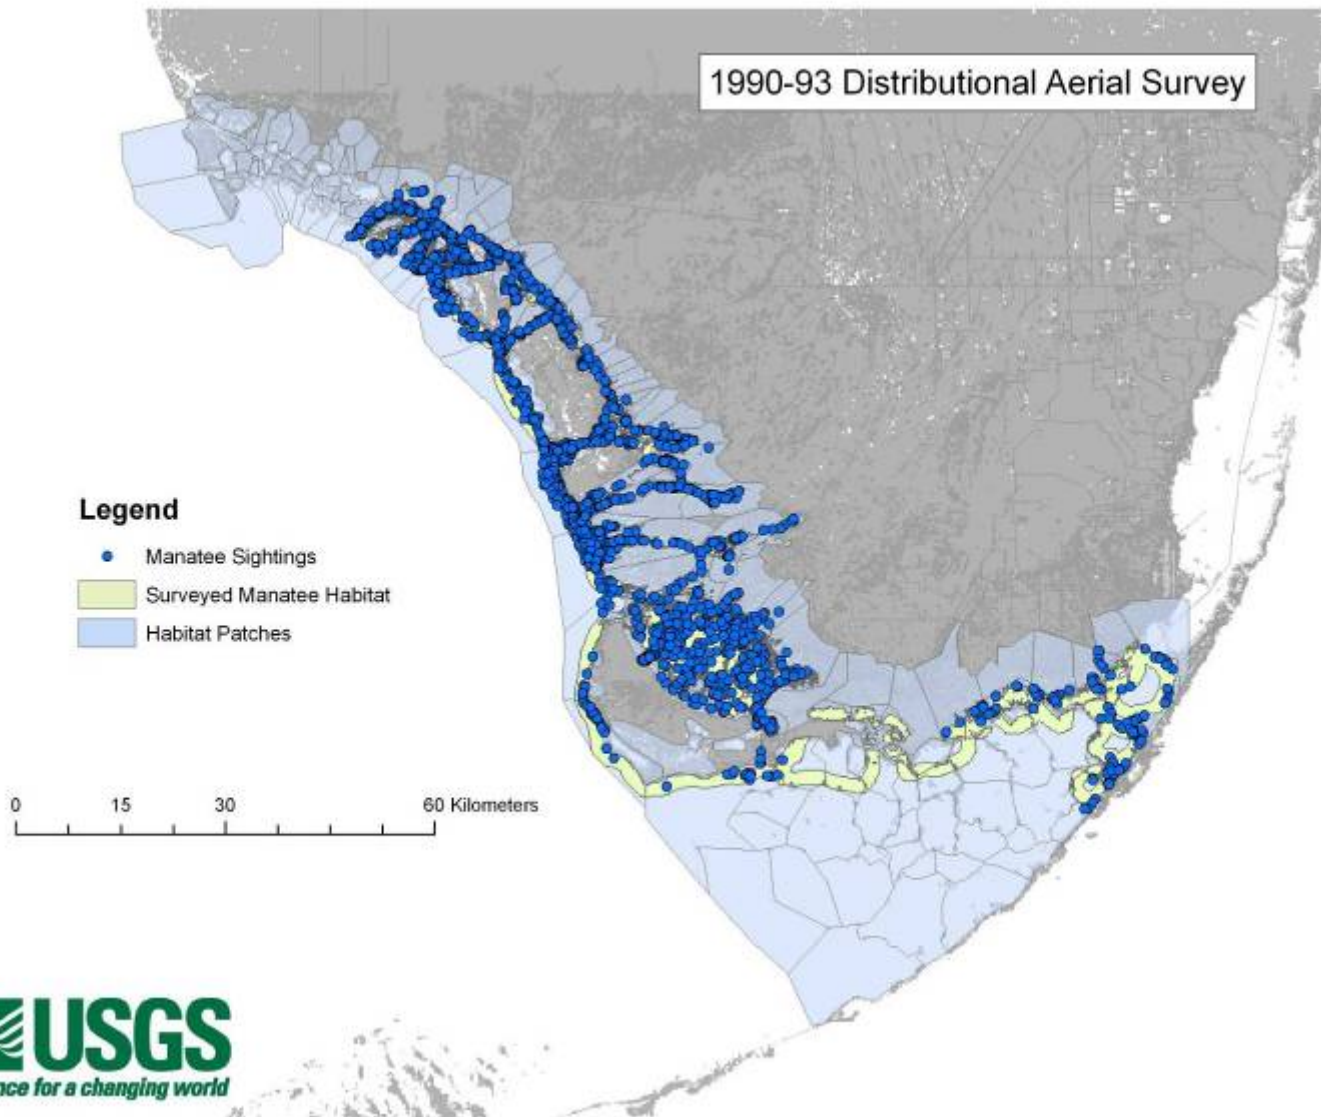 1990-93 Distributional Aerial Survey
Legend
Manatee Sightings
Surveyed Manatee Habitat
Habitat Patches
0 15 30 60 Kilometers
USGS
nce for a changing world